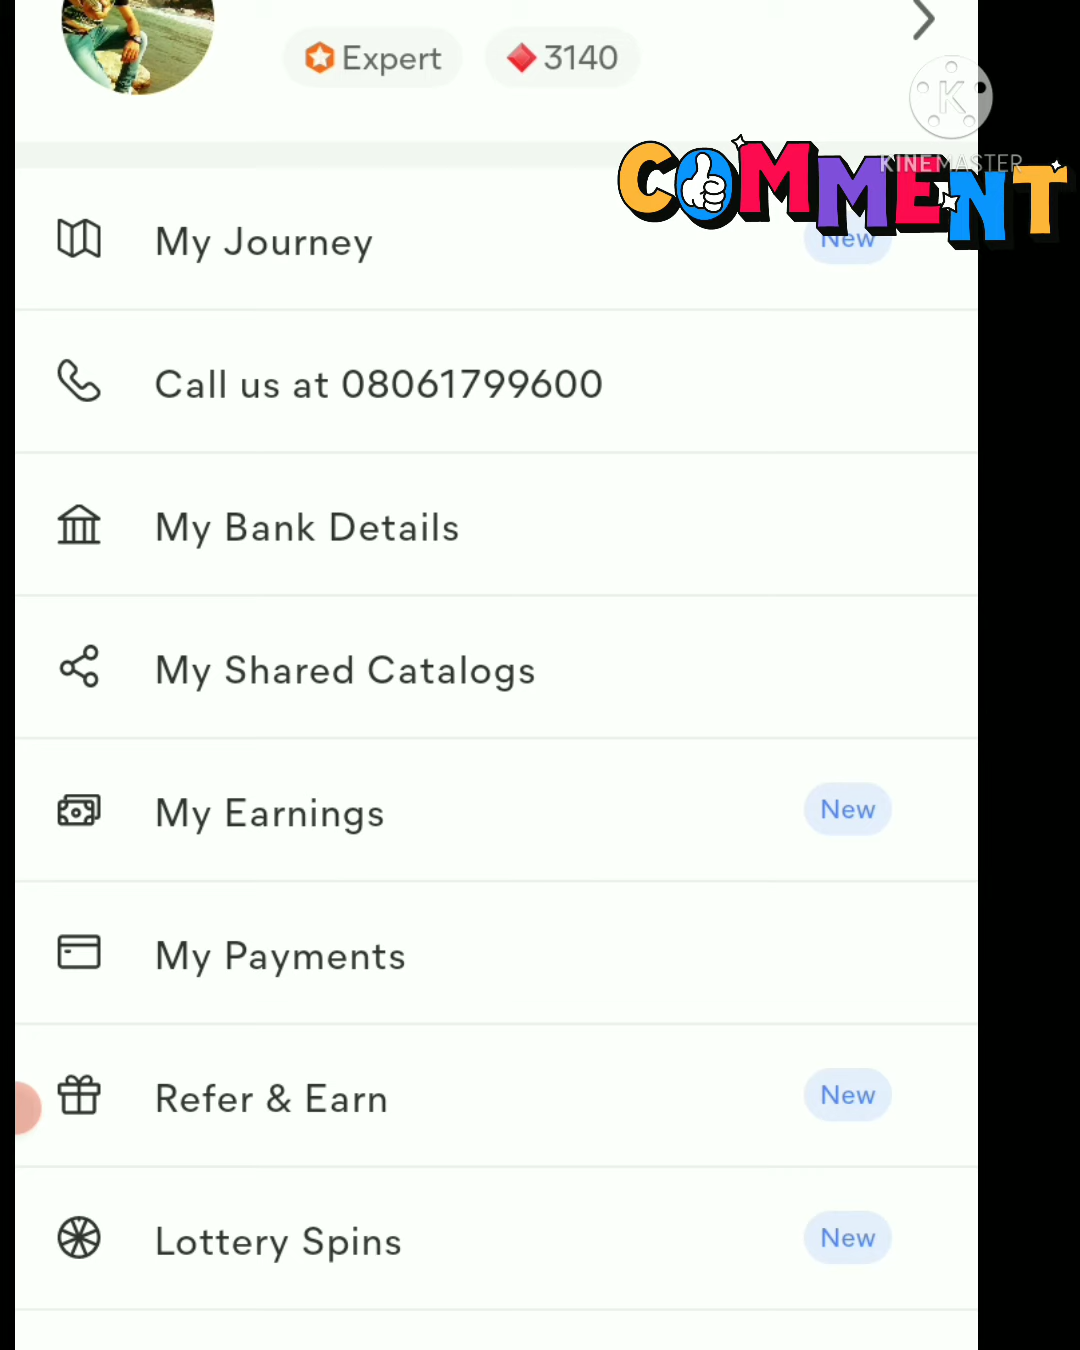 Expert 3140
KINEMASTER
COMMENT
My Journey New
Call us at 08061799600
My Bank Details
My Shared Catalogs
My Earnings New
My Payments
Refer & Earn New
Lottery Spins New